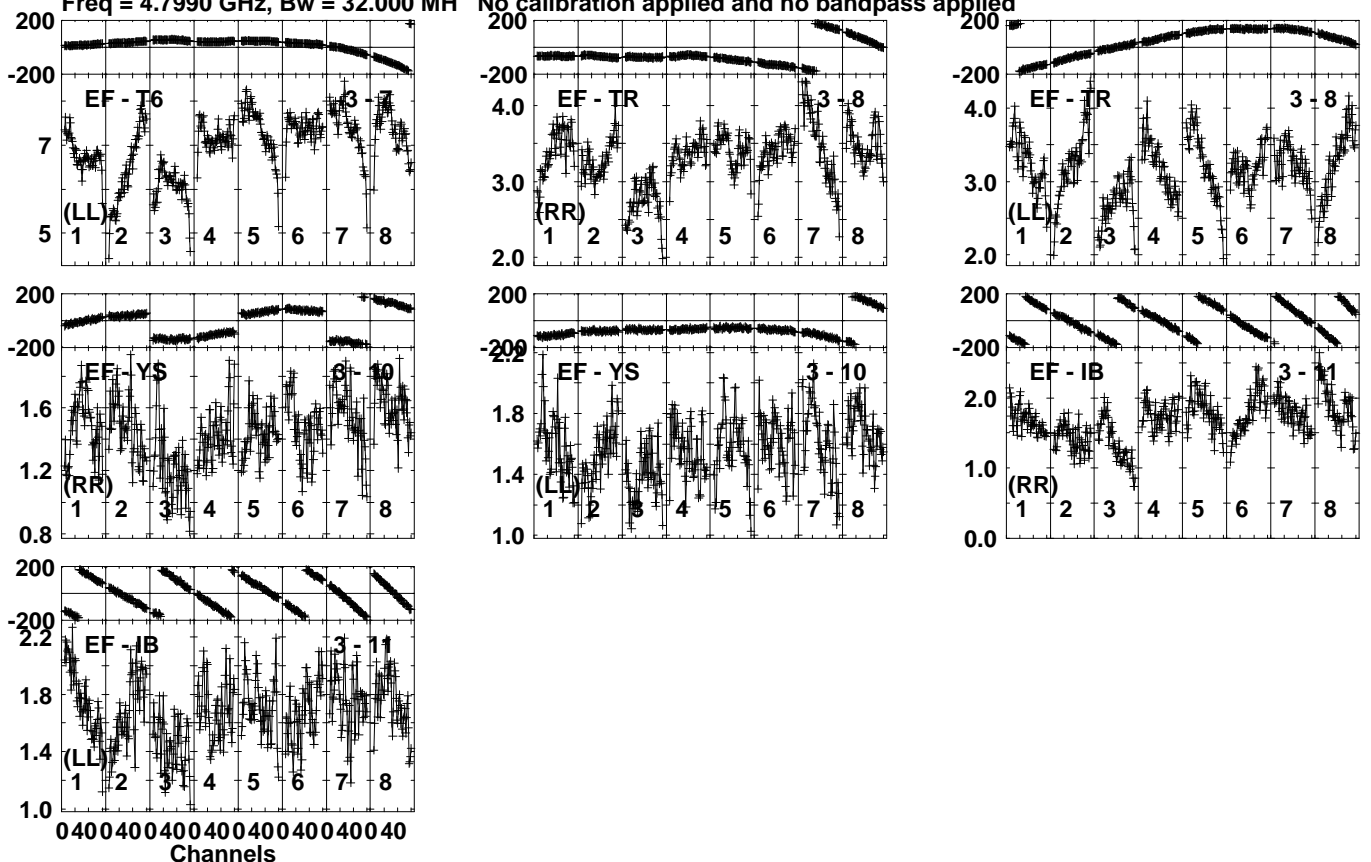 Freq = 4.7990 GHz, Bw = 32.000 MH No calibration applied and no bandpass applied
200
-200
EF - T6 3 - 7
7
5
(LL)
1 2 3 4 5 6 7 8
EF - TR 3 - 8
4.0
3.0
2.0
(RR)
1 2 3 4 5 6 7 8
200
-200
EF - TR 3 - 8
4.0
3.0
2.0
(LL)
1 2 3 4 5 6 7 8
200
-200
EF - YS 3 - 10
1.6
1.2
0.8
(RR)
1 2 3 4 5 6 7 8
200
-200
2.2
EF - YS 3 - 10
1.8
1.4
1.0
(LL)
1 2 3 4 5 6 7 8
200
-200
EF - IB 3 - 11
2.0
1.0
0.0
(RR)
1 2 3 4 5 6 7 8
200
-200
2.2
EF - IB 3 - 11
1.8
1.4
1.0
(LL)
1 2 3 4 5 6 7 8
0 40 0 40 0 40 0 40 0 40 0 40 0 40 0 40
Channels